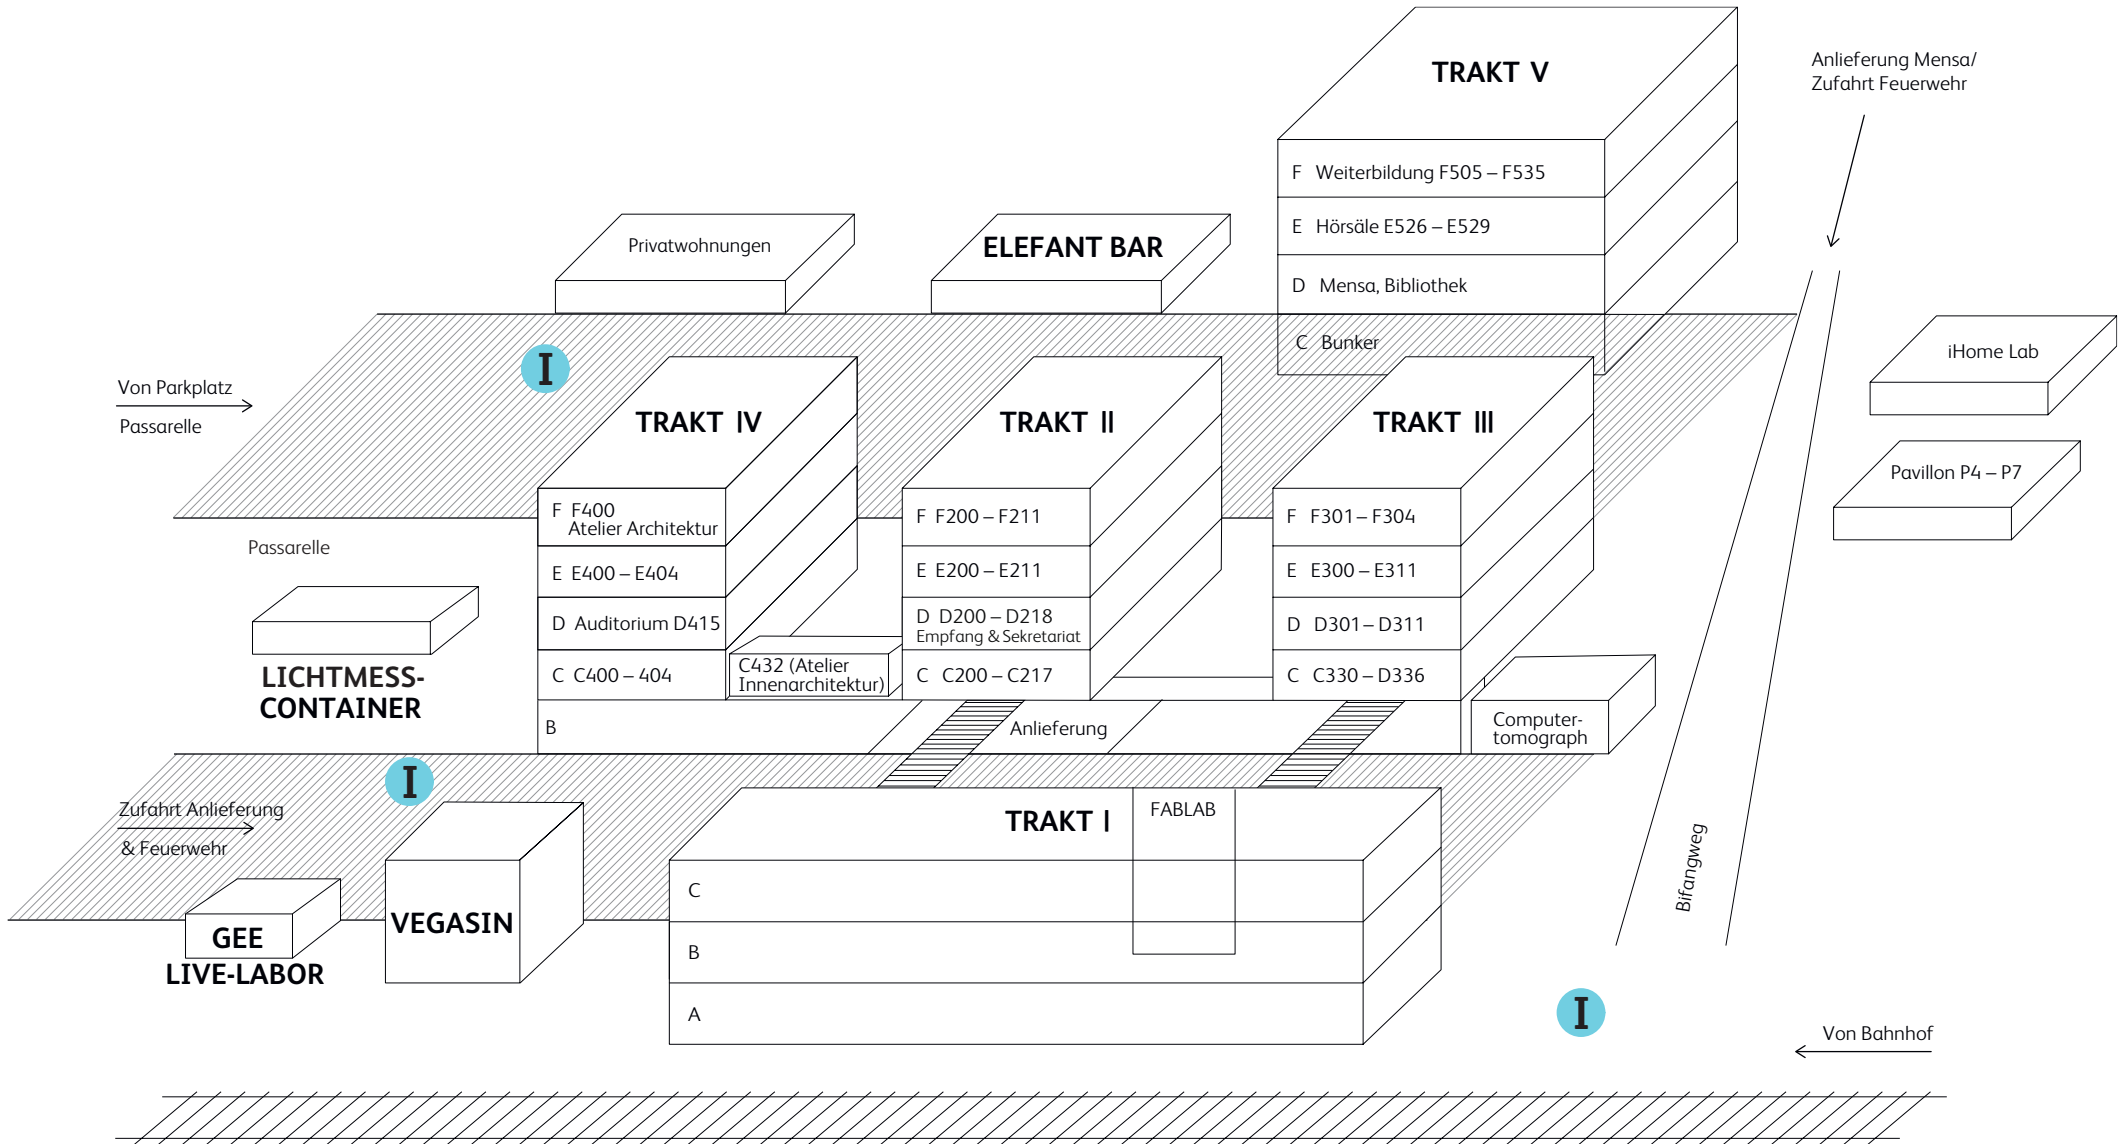 TRAKT V
Anlieferung Mensa/
Zufahrt Feuerwehr
F Weiterbildung F505 – F535
E Hörsäle E526 – E529
D Mensa, Bibliothek
C Bunker
Privatwohnungen
ELEFANT BAR
iHome Lab
Pavillon P4 – P7
I
Von Parkplatz
Passarelle
TRAKT IV
F F400
Atelier Architektur
E E400 – E404
D Auditorium D415
C C400 – 404
C432 (Atelier
Innenarchitektur)
TRAKT II
F F200 – F211
E E200 – E211
D D200 – D218
Empfang & Sekretariat
C C200 – C217
TRAKT III
F F301 – F304
E E300 – E311
D D301 – D311
C C330 – D336
Passarelle
LICHTMESS-
CONTAINER
B
Anlieferung
Computer-
tomograph
I
Zufahrt Anlieferung
& Feuerwehr
GEE
LIVE-LABOR
VEGASIN
TRAKT I
FABLAB
C
B
A
Bifangweg
I
Von Bahnhof